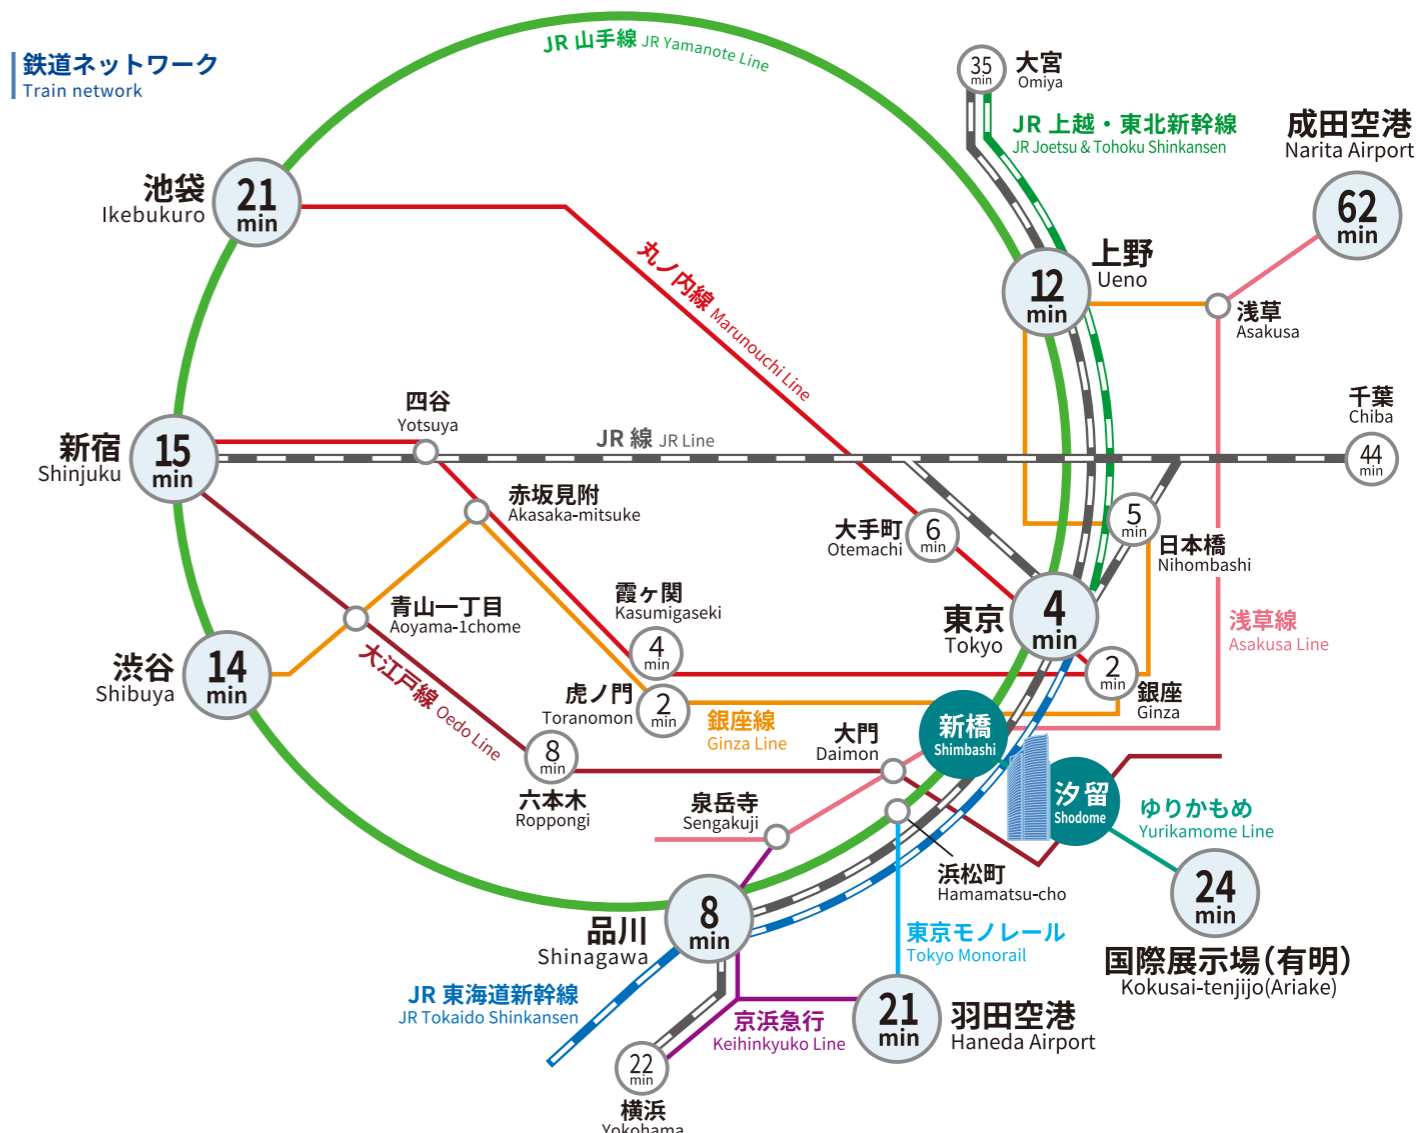 鉄道ネットワーク
Train network
JR 山手線 JR Yamanote Line
35
min
大宮
Omiya
JR 上越・東北新幹線
JR Joetsu & Tohoku Shinkansen
成田空港
Narita Airport
62
min
池袋
Ikebukuro
21
min
丸ノ内線 Marunouchi Line
上野
Ueno
12
min
浅草
Asakusa
千葉
Chiba
44
min
四谷
Yotsuya
新宿
Shinjuku
15
min
JR 線 JR Line
赤坂見附
Akasaka-mitsuke
大手町
Otemachi
6
min
5
min
日本橋
Nihombashi
霞ヶ関
Kasumigaseki
4
min
青山一丁目
Aoyama-1chome
東京
Tokyo
4
min
浅草線
Asakusa Line
渋谷
Shibuya
14
min
大江戸線 Oedo Line
虎ノ門
Toranomon
2
min
銀座線
Ginza Line
2
min
銀座
Ginza
新橋
Shimbashi
大門
Daimon
8
min
六本木
Roppongi
泉岳寺
Sengakuji
汐留
Shodome
ゆりかもめ
Yurikamome Line
浜松町
Hamamatsu-cho
24
min
国際展示場(有明)
Kokusai-tenjijo(Ariake)
品川
Shinagawa
8
min
東京モノレール
Tokyo Monorail
JR 東海道新幹線
JR Tokaido Shinkansen
京浜急行
Keihinkyuko Line
21
min
羽田空港
Haneda Airport
22
min
横浜
Yokohama